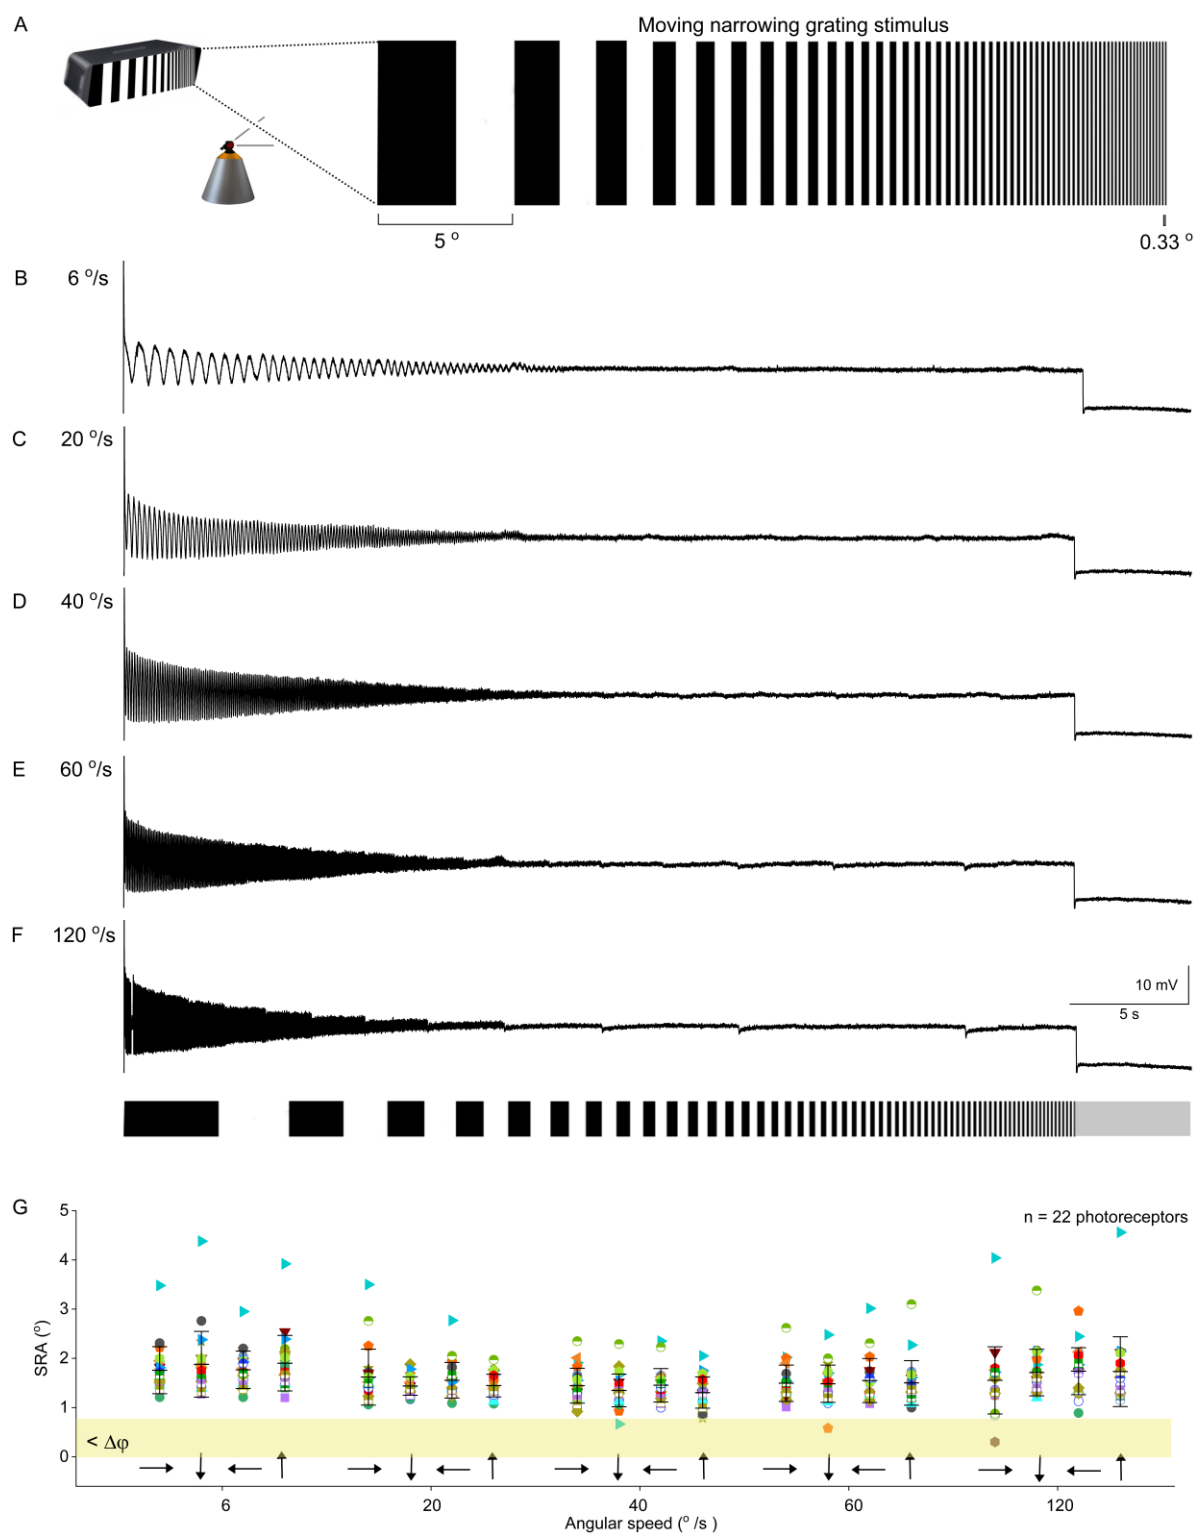 A
Moving narrowing grating stimulus
5 °
0.33 °
B 6 °/s
C 20 °/s
D 40 °/s
E 60 °/s
F 120 °/s
10 mV
5 s
G
n = 22 photoreceptors
5
4
3
2
1
0
SRA (°)
< Δφ
6 20 40 60 120
Angular speed (° /s )